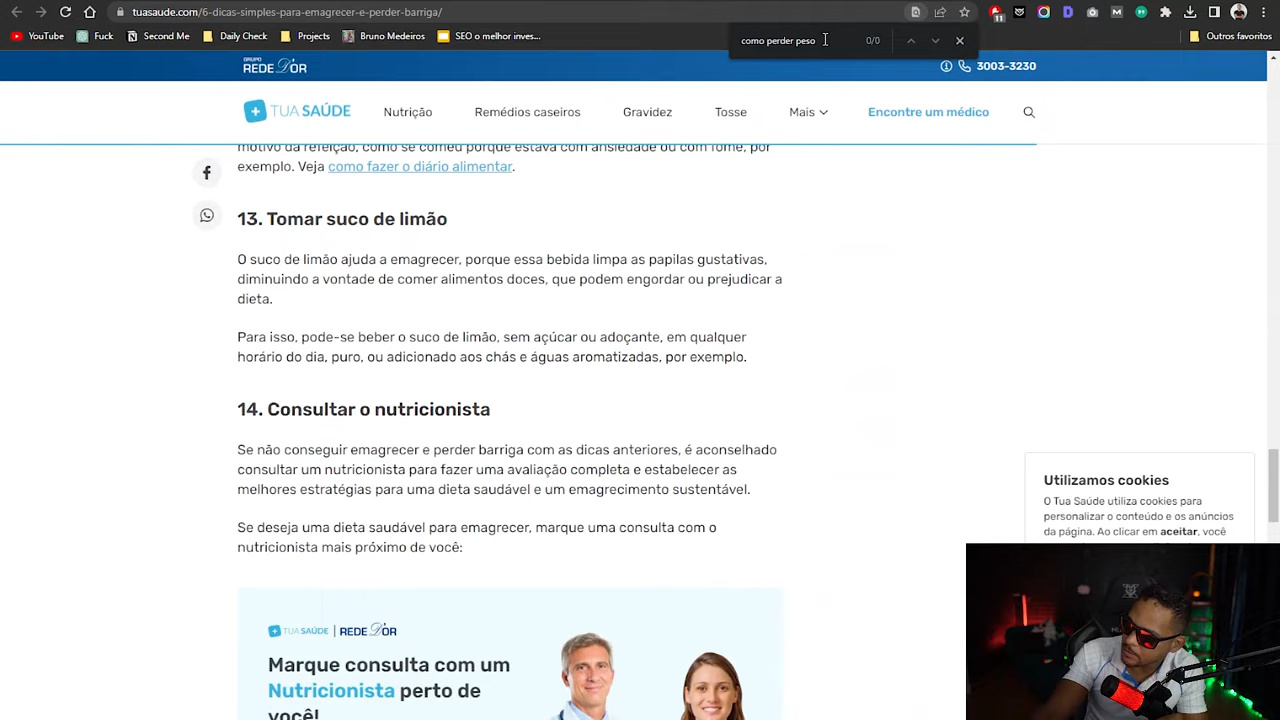 tuasaude.com/6-dicas-emagrecer-e-perder-barriga/
11
YouTube
Fuck
Second Me
Daily Check
Projects
Bruno Medeiros
SEO o melhor inves...
Outros favoritos
como perder peso
0/0
GRUPO
REDE D'OR
3003-3230
TUA SAÚDE
Nutrição
Remédios caseiros
Gravidez
Tosse
Mais
Encontre um médico
motivo da refeição, como se comeu porque estava com ansiedade ou com fome, por
exemplo. Veja como fazer o diário alimentar.
13. Tomar suco de limão
O suco de limão ajuda a emagrecer, porque essa bebida limpa as papilas gustativas,
diminuindo a vontade de comer alimentos doces, que podem engordar ou prejudicar a
dieta.
Para isso, pode-se beber o suco de limão, sem açúcar ou adoçante, em qualquer
horário do dia, puro, ou adicionado aos chás e águas aromatizadas, por exemplo.
14. Consultar o nutricionista
Se não conseguir emagrecer e perder barriga com as dicas anteriores, é aconselhado
consultar um nutricionista para fazer uma avaliação completa e estabelecer as
melhores estratégias para uma dieta saudável e um emagrecimento sustentável.
Se deseja uma dieta saudável para emagrecer, marque uma consulta com o
nutricionista mais próximo de você:
TUA SAÚDE | REDE D'OR
Marque consulta com um
Nutricionista perto de
você!
Utilizamos cookies
O Tua Saúde utiliza cookies para
personalizar o conteúdo e os anúncios
da página. Ao clicar em aceitar, você